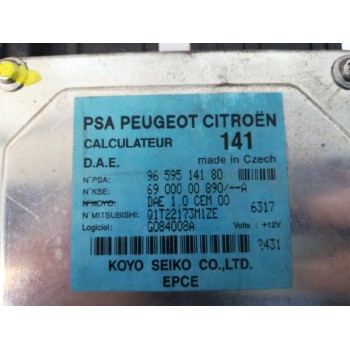 PSA PEUGEOT CITROËN
CALCULATEUR 141
D.A.E. made in Czech
N°PSA: 96 595 141 80
N°KSE: 69 000 00 890/--A
N°KOYO: DAE 1.0 CEM 00 6317
N°MITSUBISHI: Q1T22173M1ZE
Logiciel: G084008A Volts : +12V
2431
KOYO SEIKO CO.,LTD.
EPCE